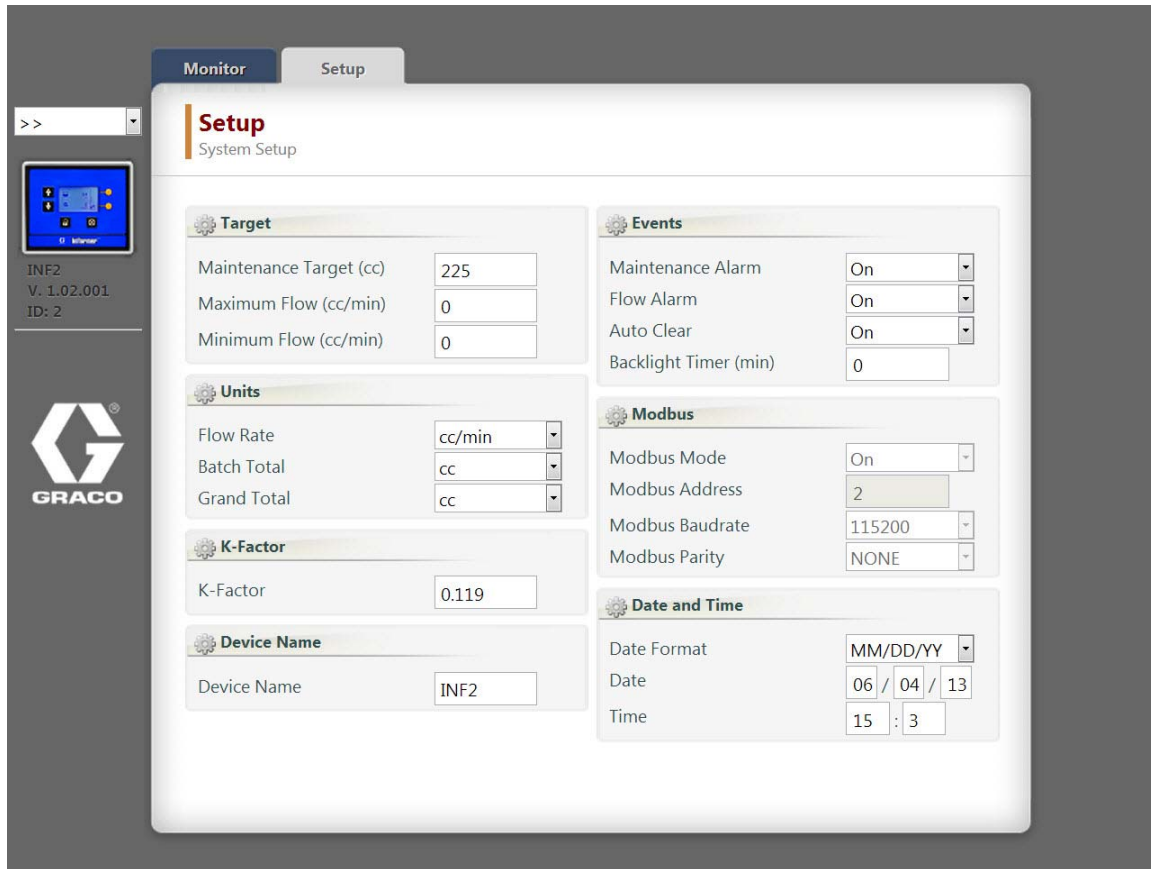 Monitor
Setup
>>
Setup
System Setup
INF2
V. 1.02.001
ID: 2
GRACO
®
Target
Maintenance Target (cc) 225
Maximum Flow (cc/min) 0
Minimum Flow (cc/min) 0
Units
Flow Rate cc/min
Batch Total cc
Grand Total cc
K-Factor
K-Factor 0.119
Device Name
Device Name INF2
Events
Maintenance Alarm On
Flow Alarm On
Auto Clear On
Backlight Timer (min) 0
Modbus
Modbus Mode On
Modbus Address 2
Modbus Baudrate 115200
Modbus Parity NONE
Date and Time
Date Format MM/DD/YY
Date 06 / 04 / 13
Time 15 : 3